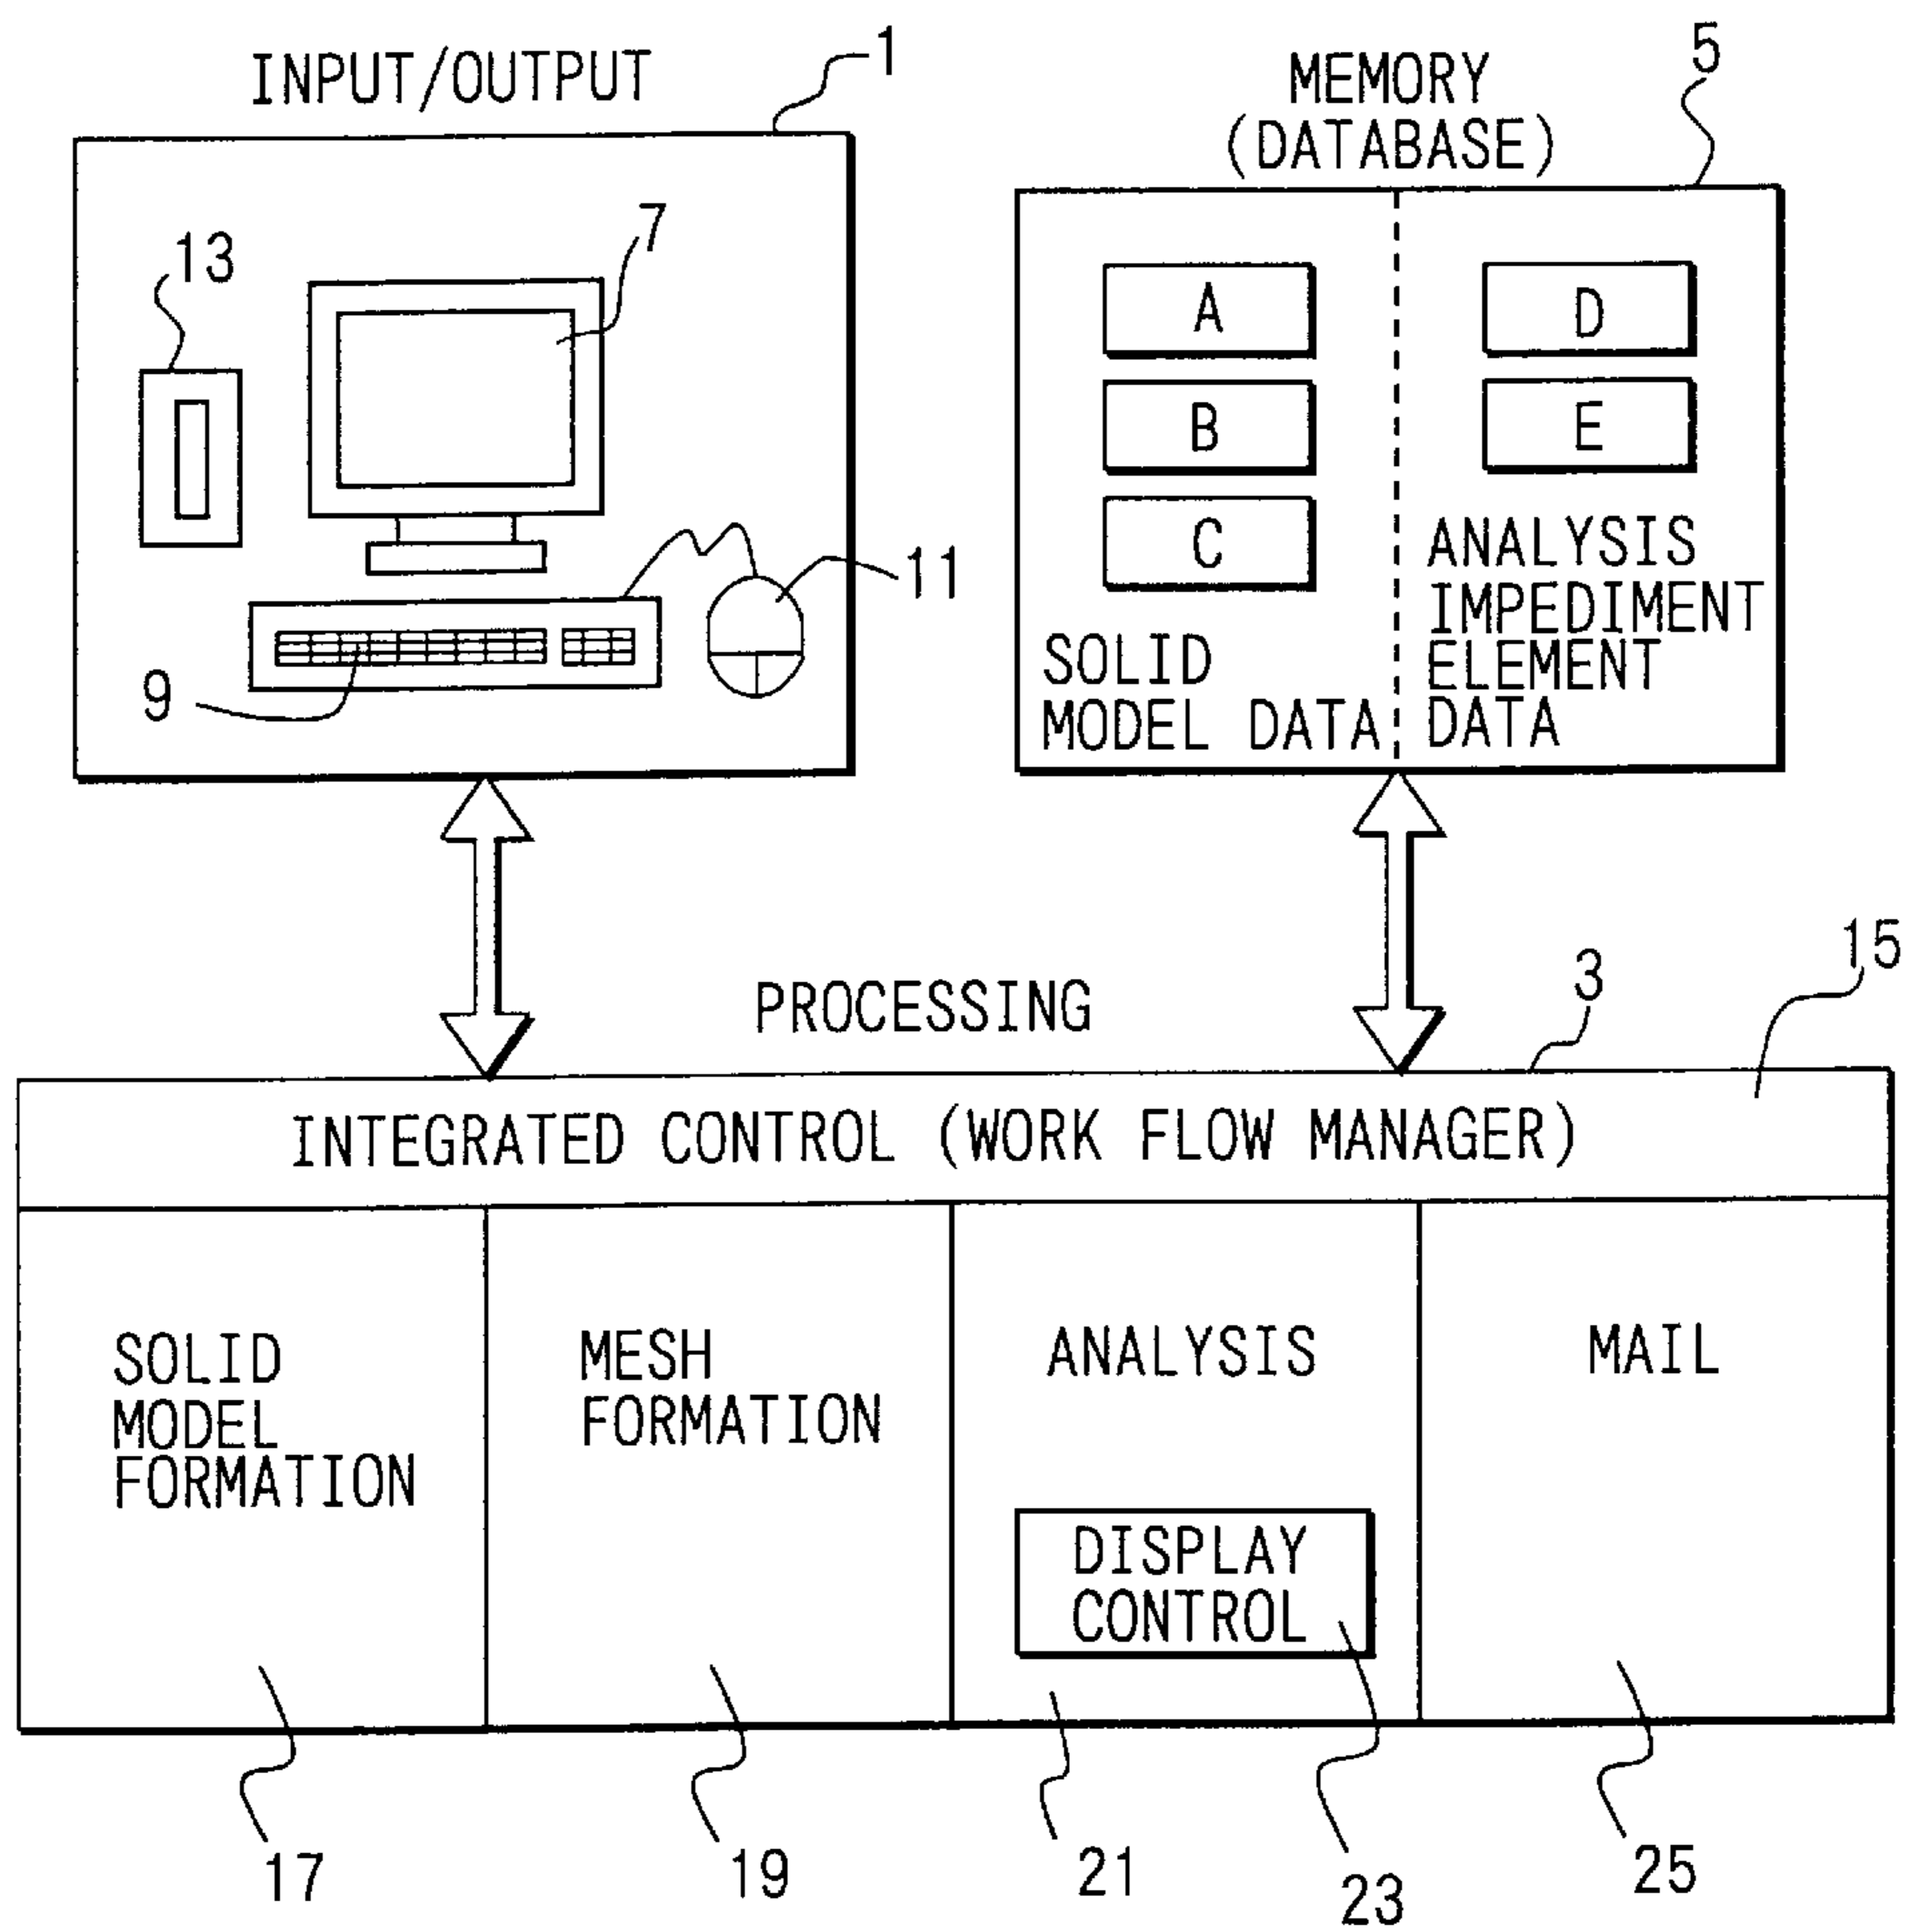 INPUT/OUTPUT
1
13
7
9
11
MEMORY
(DATABASE)
5
A
B
C
SOLID
MODEL DATA
D
E
ANALYSIS
IMPEDIMENT
ELEMENT
DATA
PROCESSING
3
15
INTEGRATED CONTROL (WORK FLOW MANAGER)
SOLID
MODEL
FORMATION
MESH
FORMATION
ANALYSIS
DISPLAY
CONTROL
MAIL
17
19
21
23
25